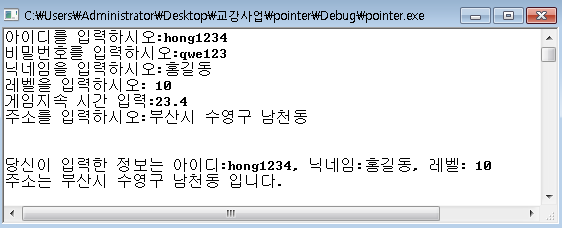 C:\Users\Administrator\Desktop\교강사업\pointer\Debug\pointer.exe
아이디를 입력하시오:hong1234
비밀번호를 입력하시오:qwe123
닉네임을 입력하시오:홍길동
레벨을 입력하시오: 10
게임지속 시간 입력:23.4
주소를 입력하시오:부산시 수영구 남천동
당신이 입력한 정보는 아이디:hong1234, 닉네임:홍길동, 레벨: 10
주소는 부산시 수영구 남천동 입니다.